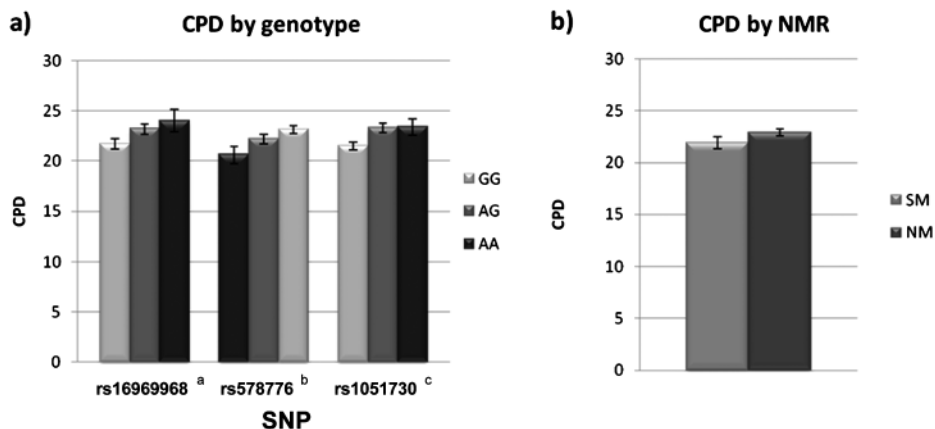 a)
CPD by genotype
CPD
30
25
20
15
10
5
0
rs16969968 a
rs578776 b
rs1051730 c
SNP
GG
AG
AA
b)
CPD by NMR
CPD
30
25
20
15
10
5
0
SM
NM